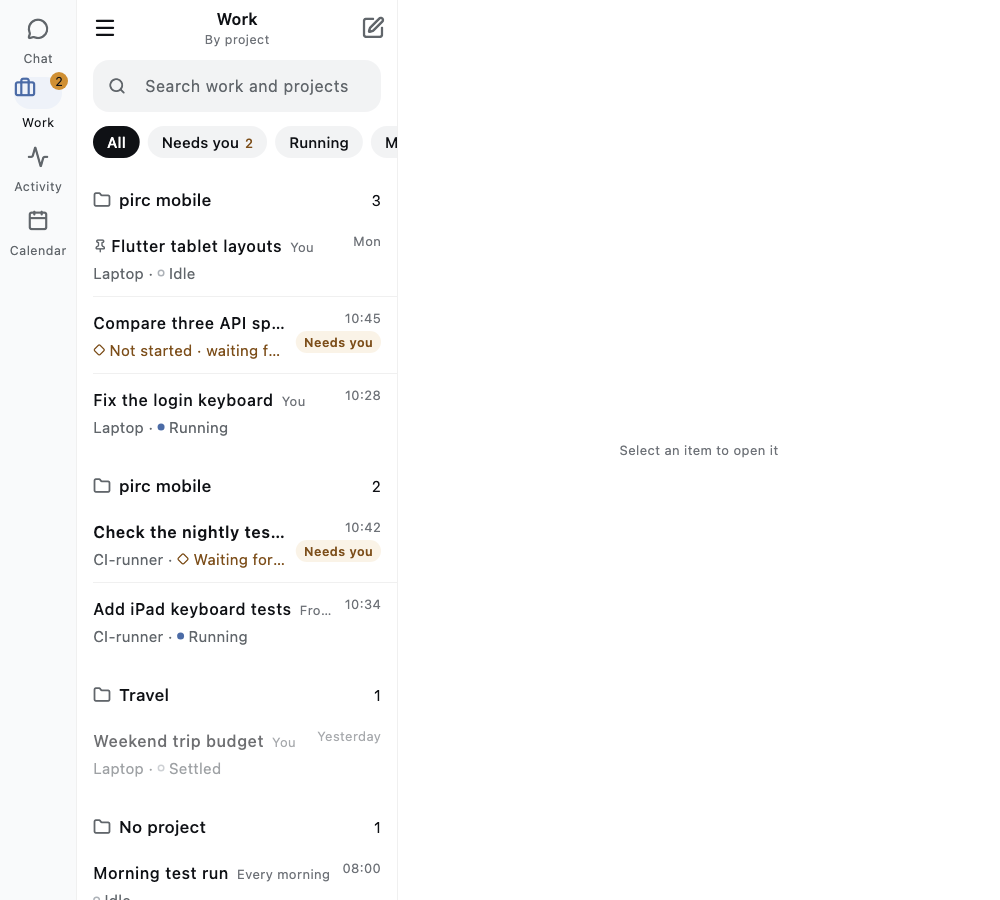 Chat
2
Work
Activity
Calendar
Work
By project
Search work and projects
All
Needs you 2
Running
M
pirc mobile 3
Flutter tablet layouts You Mon
Laptop · Idle
Compare three API sp... 10:45
Not started · waiting f... Needs you
Fix the login keyboard You 10:28
Laptop · Running
pirc mobile 2
Check the nightly tes... 10:42
CI-runner · Waiting for... Needs you
Add iPad keyboard tests Fro... 10:34
CI-runner · Running
Travel 1
Weekend trip budget You Yesterday
Laptop · Settled
No project 1
Morning test run Every morning 08:00
Idle
Select an item to open it